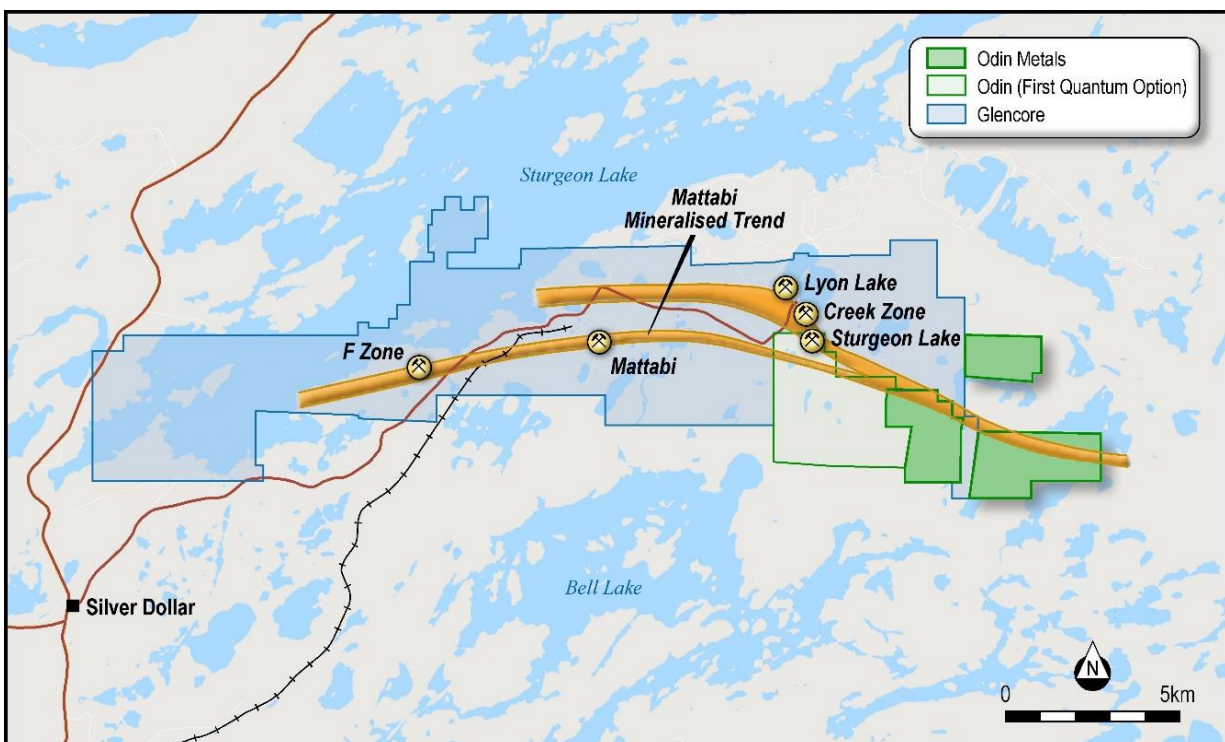 Odin Metals
Odin (First Quantum Option)
Glencore
Sturgeon Lake
Mattabi
Mineralised Trend
Lyon Lake
Creek Zone
Sturgeon Lake
F Zone
Mattabi
Bell Lake
Silver Dollar
N
0 5km